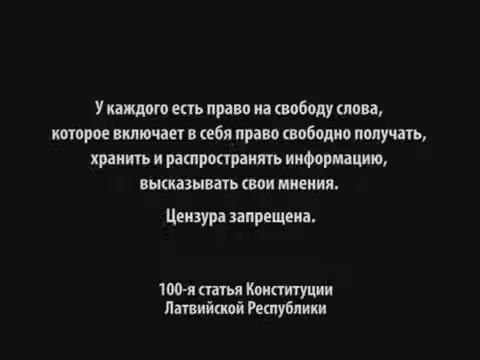 У каждого есть право на свободу слова,
которое включает в себя право свободно получать,
хранить и распространять информацию,
высказывать свои мнения.
Цензура запрещена.
100-я статья Конституции
Латвийской Республики